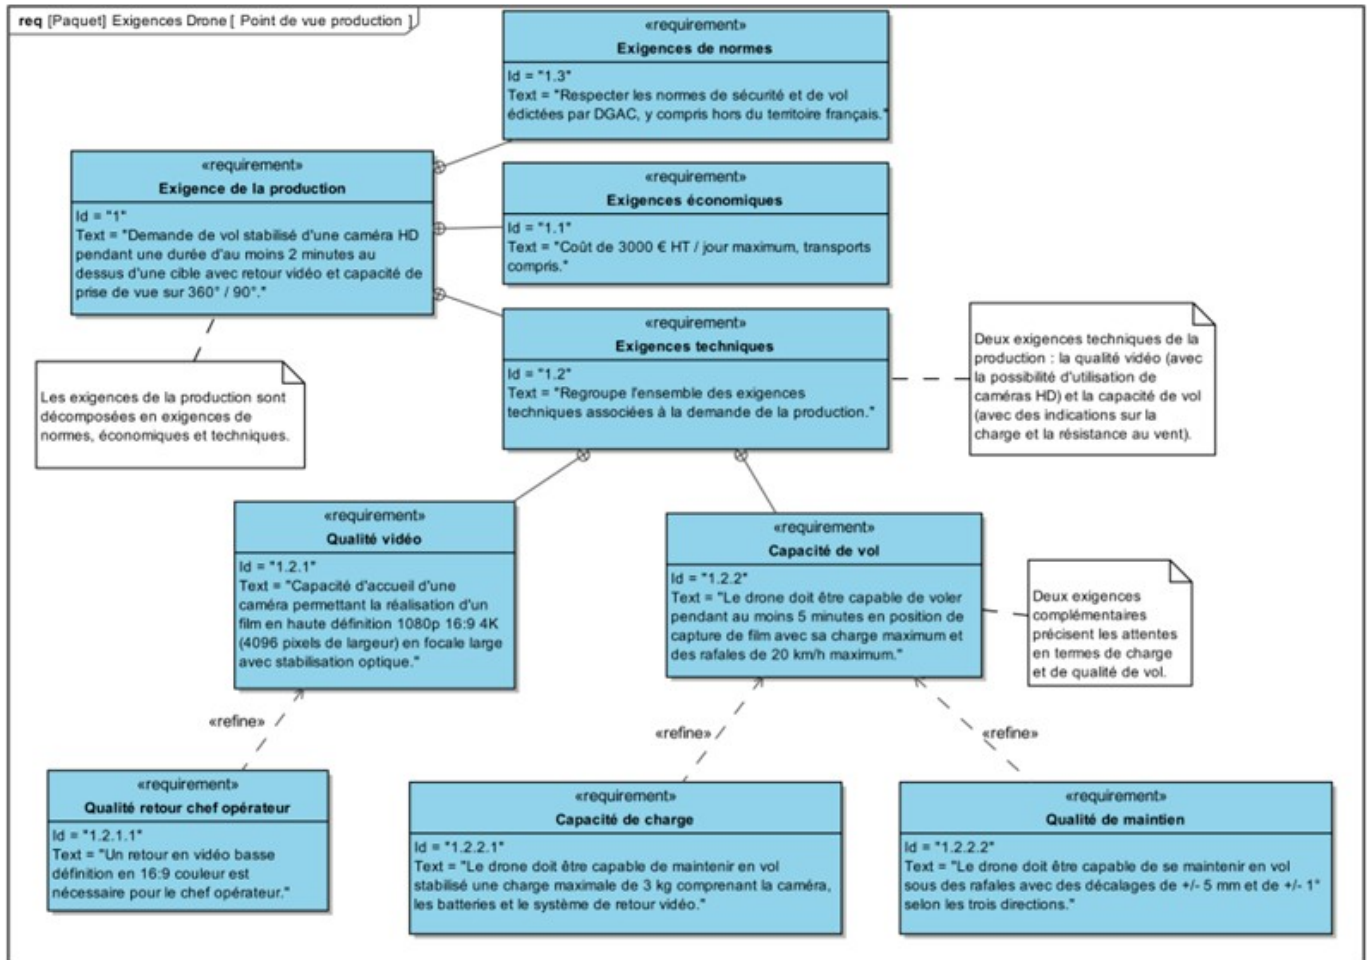 req [Paquet] Exigences Drone [ Point de vue production ]
«requirement»
Exigences de normes
Id = "1.3"
Text = "Respecter les normes de sécurité et de vol
édictées par DGAC, y compris hors du territoire français."
«requirement»
Exigence de la production
Id = "1"
Text = "Demande de vol stabilisé d'une caméra HD
pendant une durée d'au moins 2 minutes au
dessus d'une cible avec retour vidéo et capacité de
prise de vue sur 360° / 90°."
«requirement»
Exigences économiques
Id = "1.1"
Text = "Coût de 3000 € HT / jour maximum, transports
compris."
«requirement»
Exigences techniques
Id = "1.2"
Text = "Regroupe l'ensemble des exigences
techniques associées à la demande de la production."
Deux exigences techniques de la
production : la qualité vidéo (avec
la possibilité d'utilisation de
caméras HD) et la capacité de vol
(avec des indications sur la
charge et la résistance au vent).
Les exigences de la production sont
décomposées en exigences de
normes, économiques et techniques.
«requirement»
Qualité vidéo
Id = "1.2.1"
Text = "Capacité d'accueil d'une
caméra permettant la réalisation d'un
film en haute définition 1080p 16:9 4K
(4096 pixels de largeur) en focale large
avec stabilisation optique."
«requirement»
Capacité de vol
Id = "1.2.2"
Text = "Le drone doit être capable de voler
pendant au moins 5 minutes en position de
capture de film avec sa charge maximum et
des rafales de 20 km/h maximum."
Deux exigences
complémentaires
précisent les attentes
en termes de charge
et de qualité de vol.
«refine»
«refine»
«refine»
«requirement»
Qualité retour chef opérateur
Id = "1.2.1.1"
Text = "Un retour en vidéo basse
définition en 16:9 couleur est
nécessaire pour le chef opérateur."
«requirement»
Capacité de charge
Id = "1.2.2.1"
Text = "Le drone doit être capable de maintenir en vol
stabilisé une charge maximale de 3 kg comprenant la caméra,
les batteries et le système de retour vidéo."
«requirement»
Qualité de maintien
Id = "1.2.2.2"
Text = "Le drone doit être capable de se maintenir en vol
sous des rafales avec des décalages de +/- 5 mm et de +/- 1°
selon les trois directions."